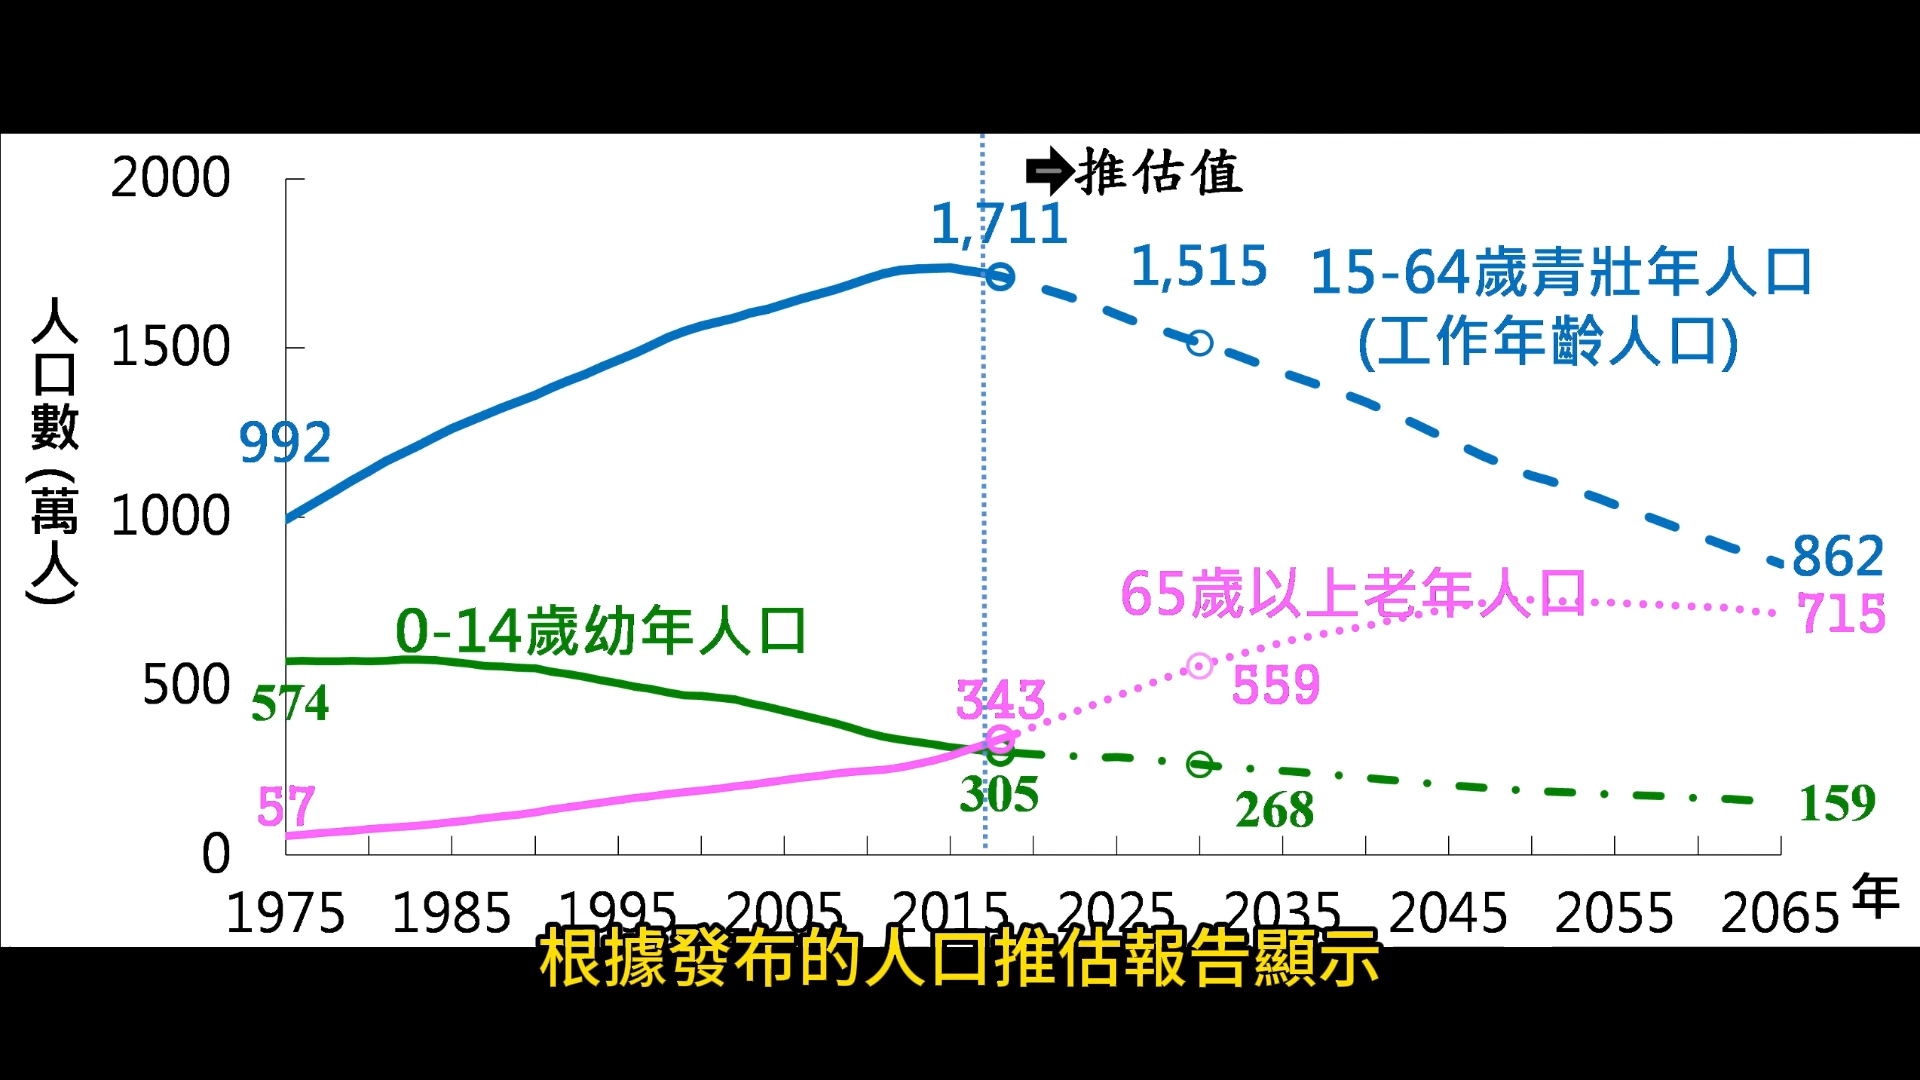 2000
1500
1000
500
0
人口數(萬人)
推估值
1,711
1,515
15-64歲青壯年人口
(工作年齡人口)
992
862
65歲以上老年人口
715
0-14歲幼年人口
574
343
559
57
305
268
159
1975 1985 1995 2005 2015 2025 2035 2045 2055 2065 年
根據發布的人口推估報告顯示